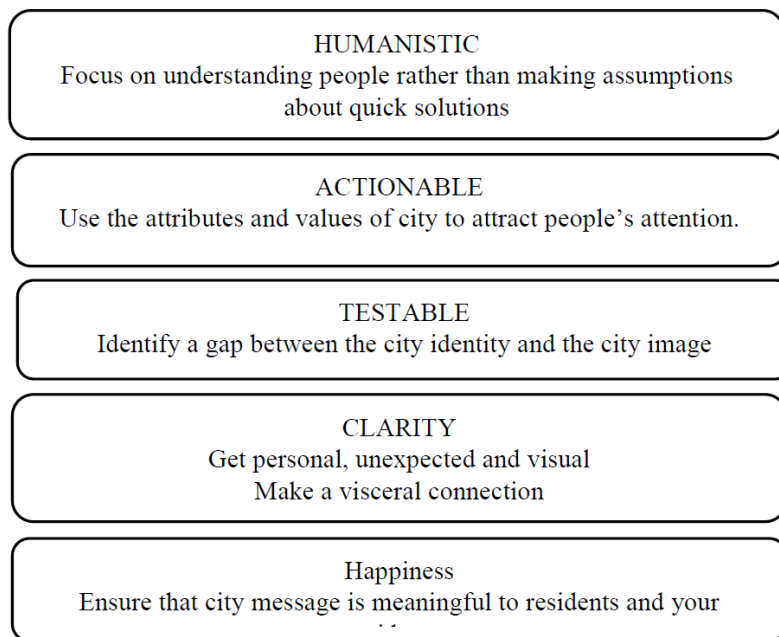 HUMANISTIC
Focus on understanding people rather than making assumptions
about quick solutions
ACTIONABLE
Use the attributes and values of city to attract people’s attention.
TESTABLE
Identify a gap between the city identity and the city image
CLARITY
Get personal, unexpected and visual
Make a visceral connection
Happiness
Ensure that city message is meaningful to residents and your